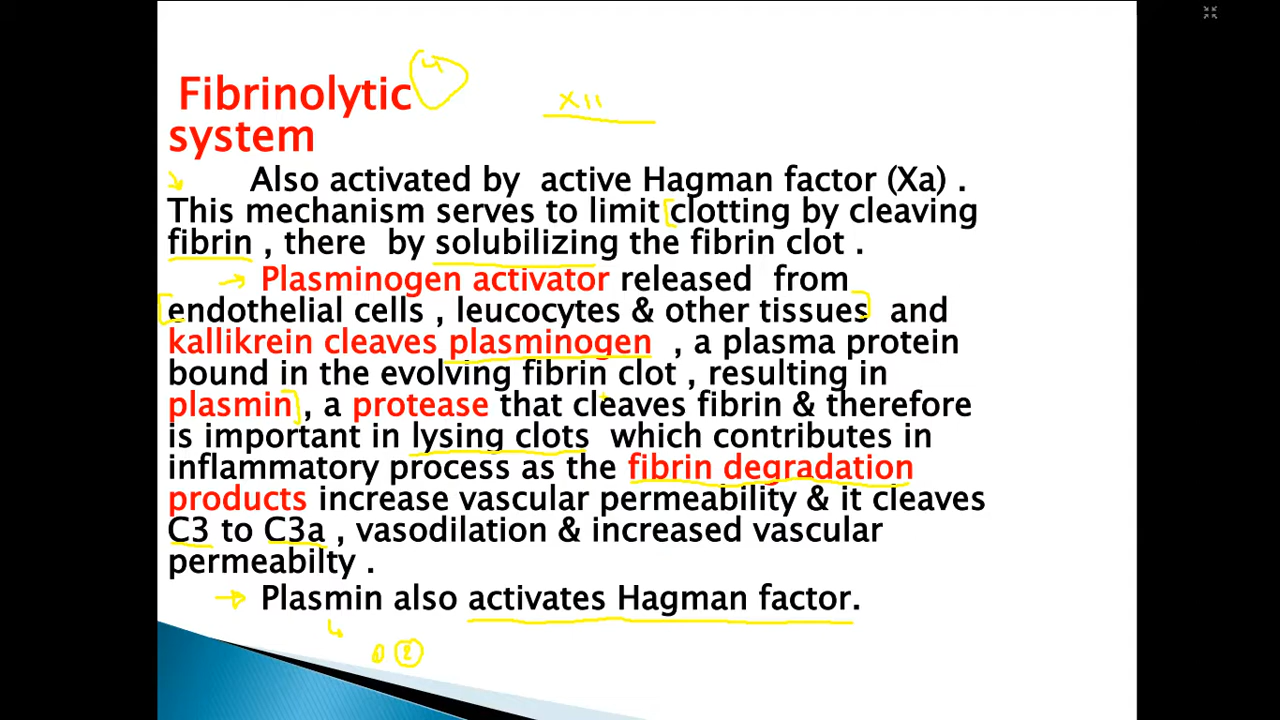 Fibrinolytic 4
XII
system
Also activated by active Hagman factor (Xa) .
This mechanism serves to limit clotting by cleaving
fibrin , there by solubilizing the fibrin clot .
Plasminogen activator released from
endothelial cells , leucocytes & other tissues and
kallikrein cleaves plasminogen , a plasma protein
bound in the evolving fibrin clot , resulting in
plasmin , a protease that cleaves fibrin & therefore
is important in lysing clots which contributes in
inflammatory process as the fibrin degradation
products increase vascular permeability & it cleaves
C3 to C3a , vasodilation & increased vascular
permeabilty .
Plasmin also activates Hagman factor.
① ②